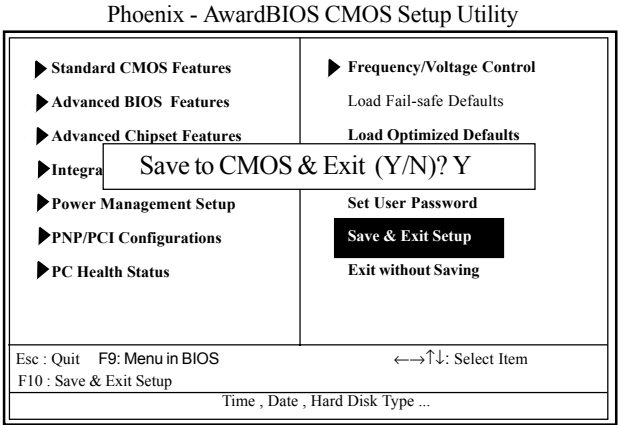 Phoenix - AwardBIOS CMOS Setup Utility
Standard CMOS Features
Advanced BIOS Features
Advanced Chipset Features
Integra
Power Management Setup
PNP/PCI Configurations
PC Health Status
Frequency/Voltage Control
Load Fail-safe Defaults
Load Optimized Defaults
Save to CMOS & Exit (Y/N)? Y
Set User Password
Save & Exit Setup
Exit without Saving
Esc : Quit F9: Menu in BIOS ←→↑↓: Select Item
F10 : Save & Exit Setup
Time , Date , Hard Disk Type ...